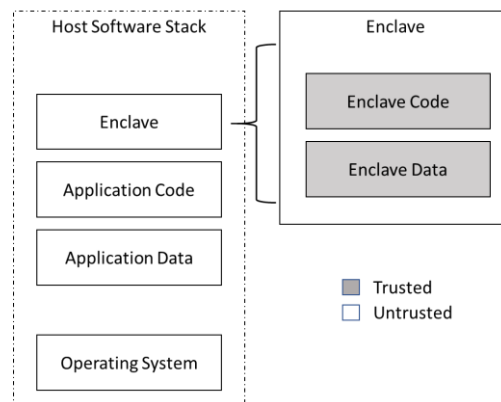 Host Software Stack
Enclave
Application Code
Application Data
Operating System
Enclave
Enclave Code
Enclave Data
Trusted
Untrusted